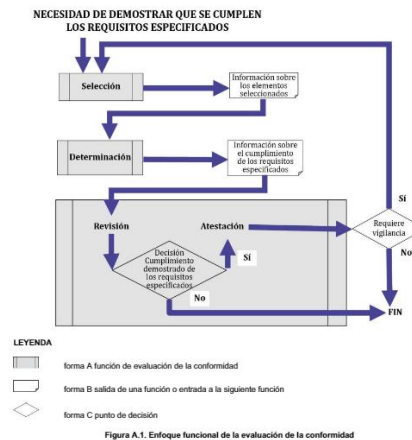 NECESIDAD DE DEMOSTRAR QUE SE CUMPLEN
LOS REQUISITOS ESPECIFICADOS
Selección
Información sobre
los elementos
seleccionados
Determinación
Información sobre
el cumplimiento
de los requisitos
especificados
Sí
Revisión
Atestación
Requiere
vigilancia
Decisión
Cumplimiento
demostrado de
los requisitos
especificados
Sí
No
No
FIN
LEYENDA
forma A función de evaluación de la conformidad
forma B salida de una función o entrada a la siguiente función
forma C punto de decisión
Figura A.1. Enfoque funcional de la evaluación de la conformidad